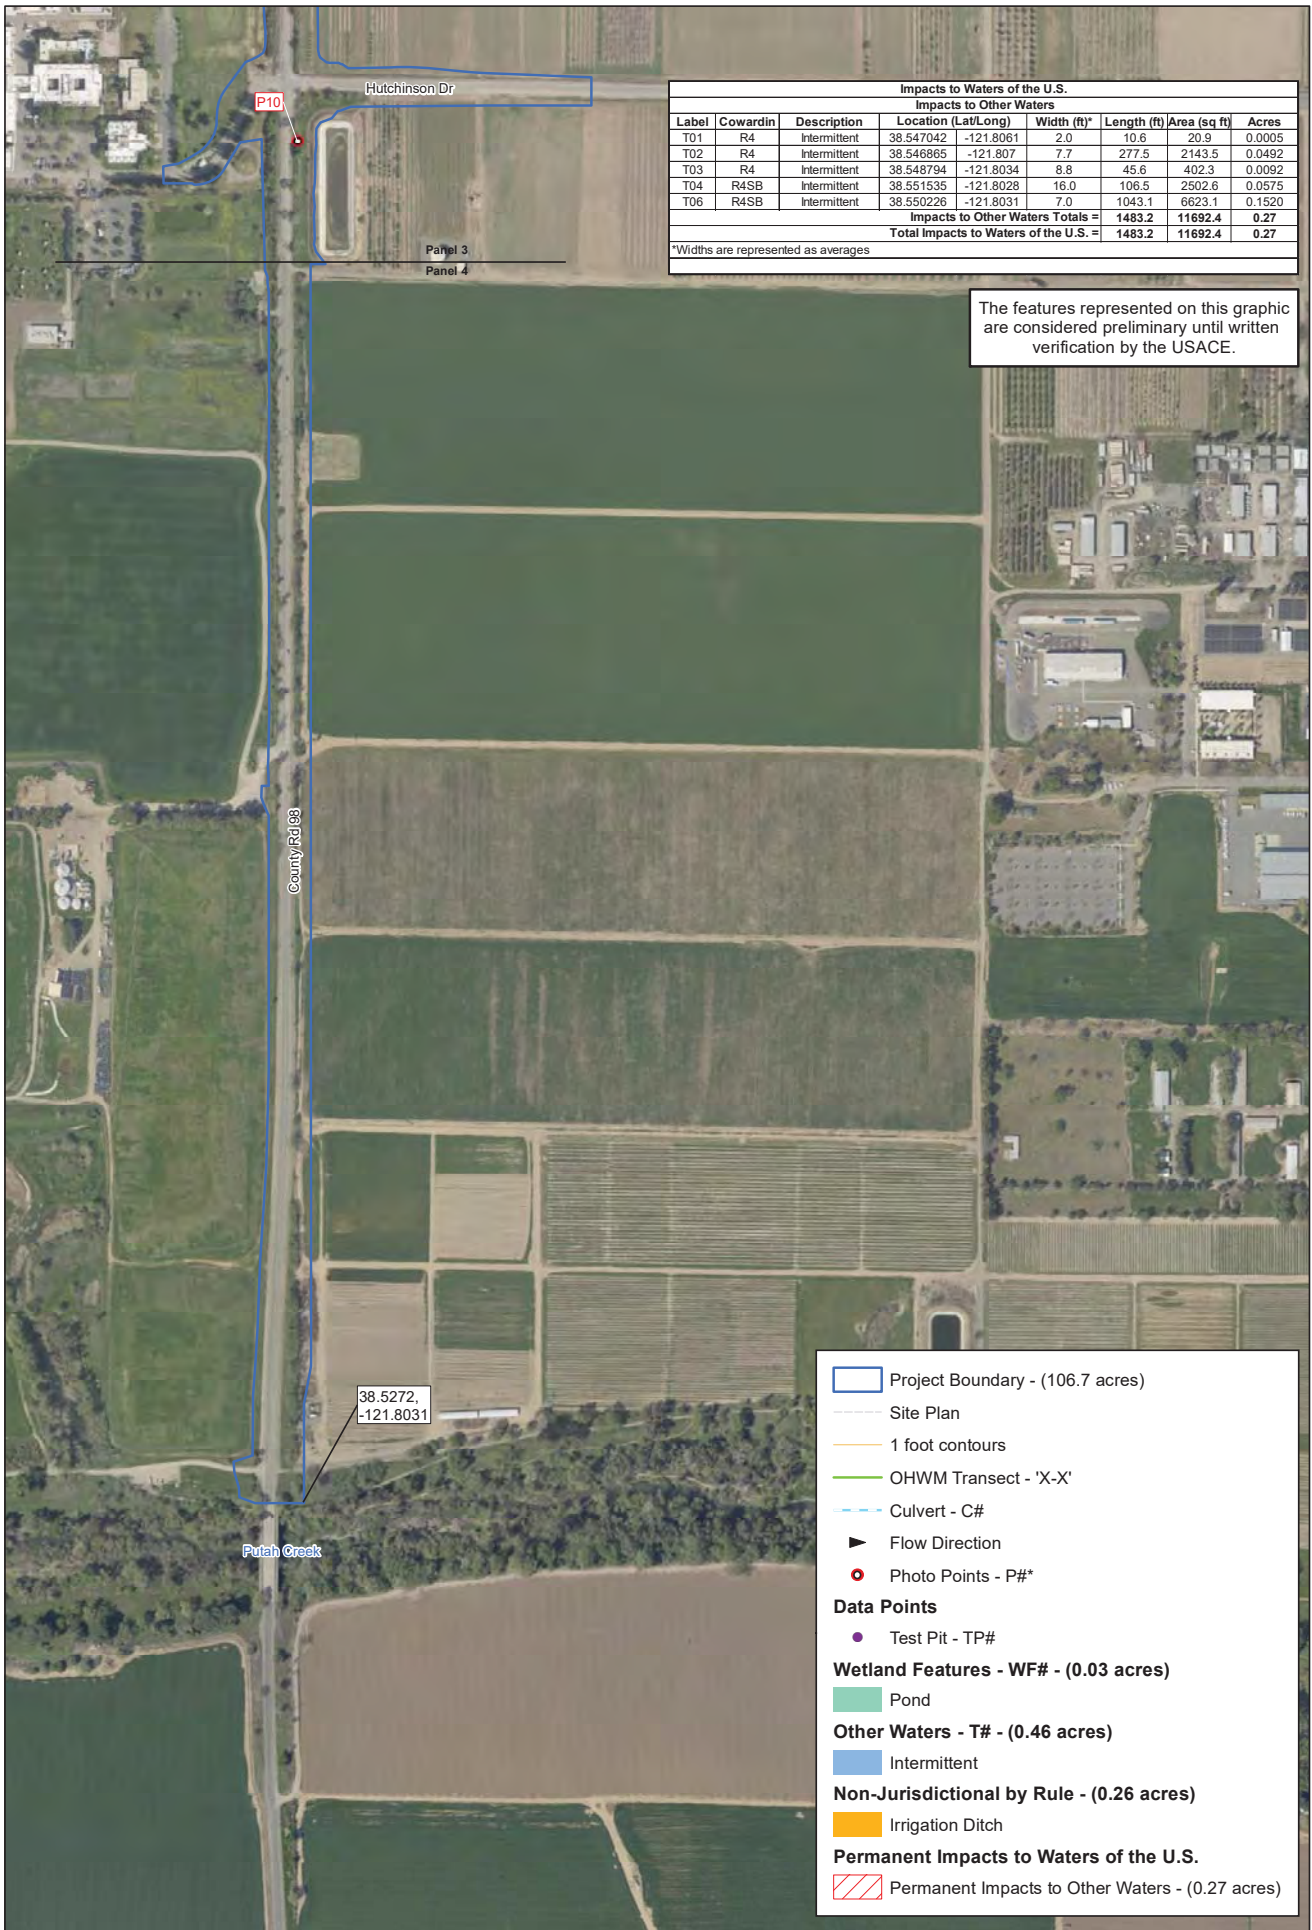 Hutchinson Dr
P10
Impacts to Waters of the U.S.
Impacts to Other Waters
Label Cowardin Description Location (Lat/Long) Width (ft)* Length (ft) Area (sq ft) Acres
T01 R4 Intermittent 38.547042 -121.8061 2.0 10.6 20.9 0.0005
T02 R4 Intermittent 38.546865 -121.807 7.7 277.5 2143.5 0.0492
T03 R4 Intermittent 38.548794 -121.8034 8.8 45.6 402.3 0.0092
T04 R4SB Intermittent 38.551535 -121.8028 16.0 106.5 2502.6 0.0575
T06 R4SB Intermittent 38.550226 -121.8031 7.0 1043.1 6623.1 0.1520
Impacts to Other Waters Totals = 1483.2 11692.4 0.27
Total Impacts to Waters of the U.S. = 1483.2 11692.4 0.27
*Widths are represented as averages
Panel 3
Panel 4
The features represented on this graphic
are considered preliminary until written
verification by the USACE.
County Rd 98
38.5272,
-121.8031
Putah Creek
Project Boundary - (106.7 acres)
Site Plan
1 foot contours
OHWM Transect - 'X-X'
Culvert - C#
Flow Direction
Photo Points - P#*
Data Points
Test Pit - TP#
Wetland Features - WF# - (0.03 acres)
Pond
Other Waters - T# - (0.46 acres)
Intermittent
Non-Jurisdictional by Rule - (0.26 acres)
Irrigation Ditch
Permanent Impacts to Waters of the U.S.
Permanent Impacts to Other Waters - (0.27 acres)